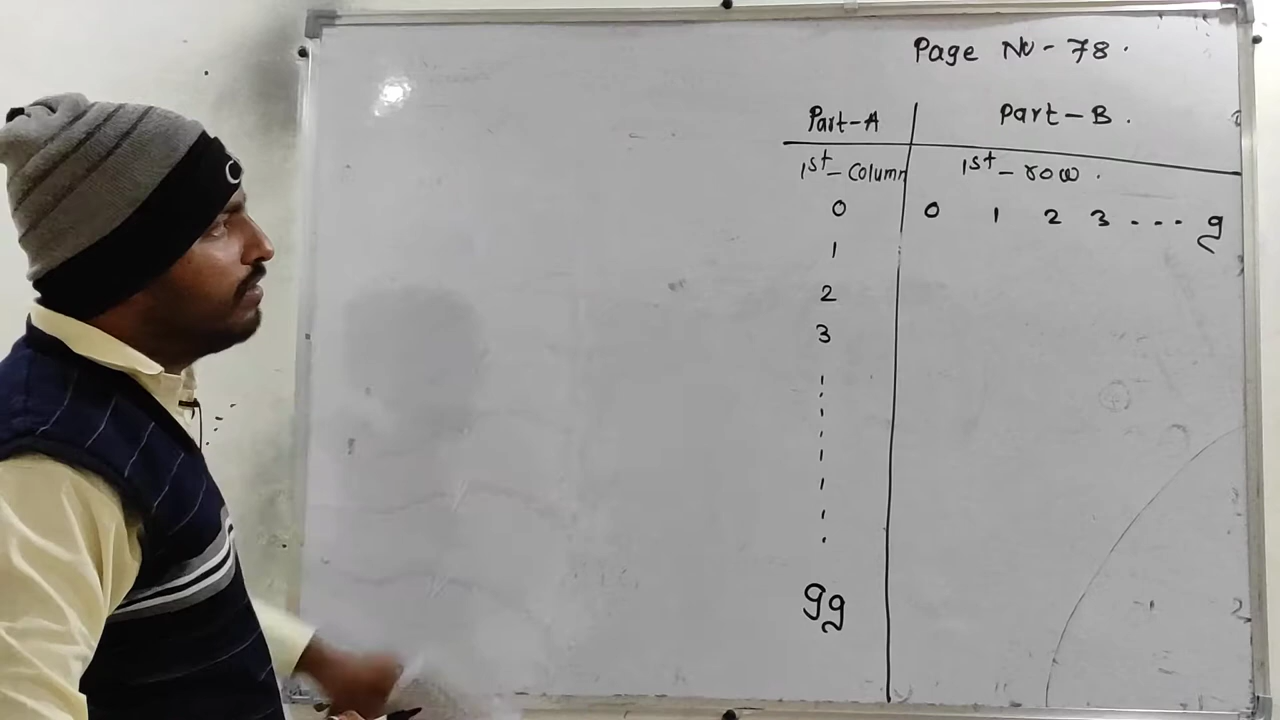 Page No - 78.
Part-A Part-B.
1st-Column 1st-row.
0 0 1 2 3 ... 9
1
2
3
99